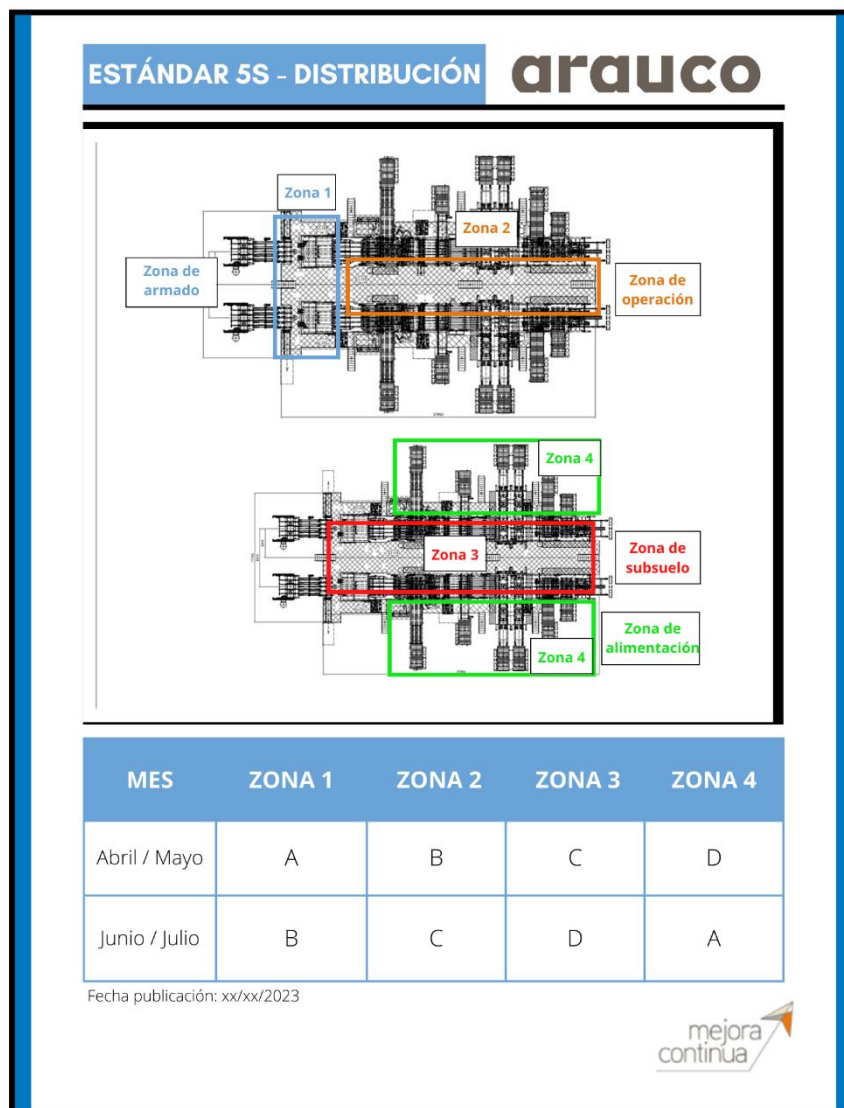 ESTÁNDAR 5S - DISTRIBUCIÓN
arauco
Zona 1
Zona 2
Zona de
armado
Zona de
operación
Zona 4
Zona 3
Zona de
subsuelo
Zona 4
Zona de
alimentación
MES ZONA 1 ZONA 2 ZONA 3 ZONA 4
Abril / Mayo A B C D
Junio / Julio B C D A
Fecha publicación: xx/xx/2023
mejora
continua